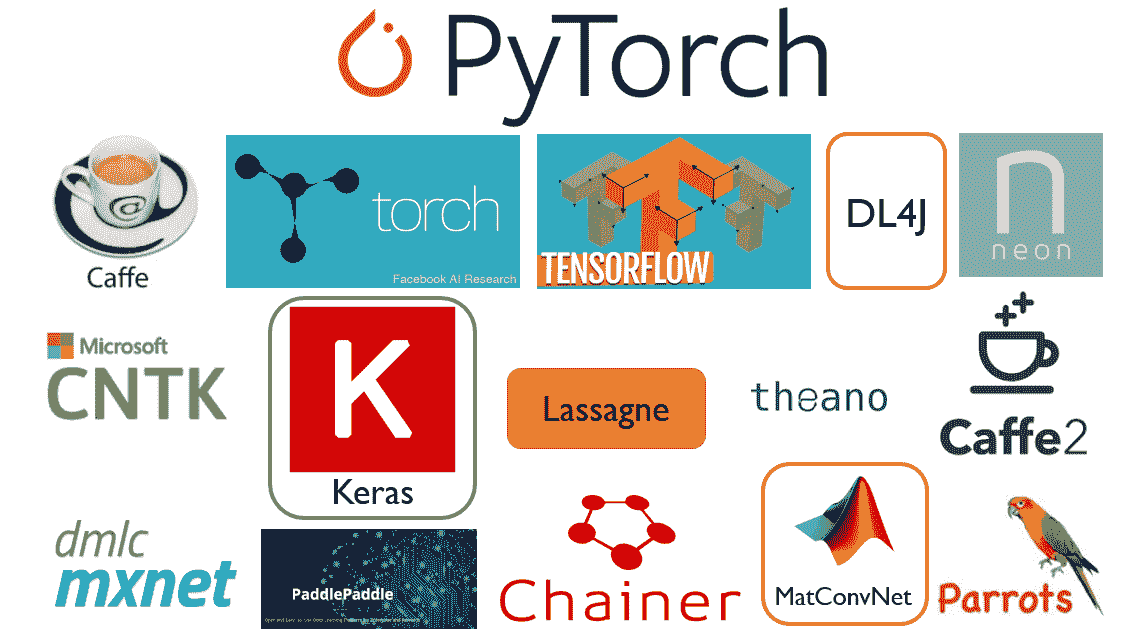 PyTorch
@
Caffe
torch
Facebook AI Research
TENSORFLOW
DL4J
n
neon
Microsoft
CNTK
K
Keras
Lassagne
theano
Caffe2
dmlc
mxnet
PaddlePaddle
Chainer
MatConvNet
Parrots